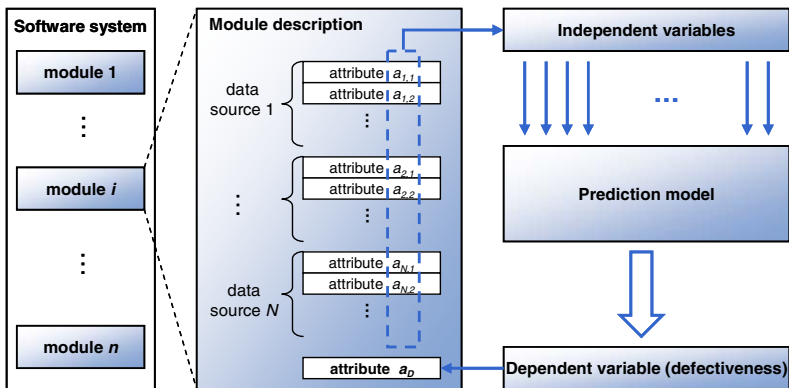 Software system
module 1
⋮
module i
⋮
module n
Module description
data
source 1
attribute a1,1
attribute a1,2
⋮
⋮
attribute a2,1
attribute a2,2
⋮
data
source N
attribute aN,1
attribute aN,2
⋮
attribute aD
Independent variables
...
Prediction model
Dependent variable (defectiveness)